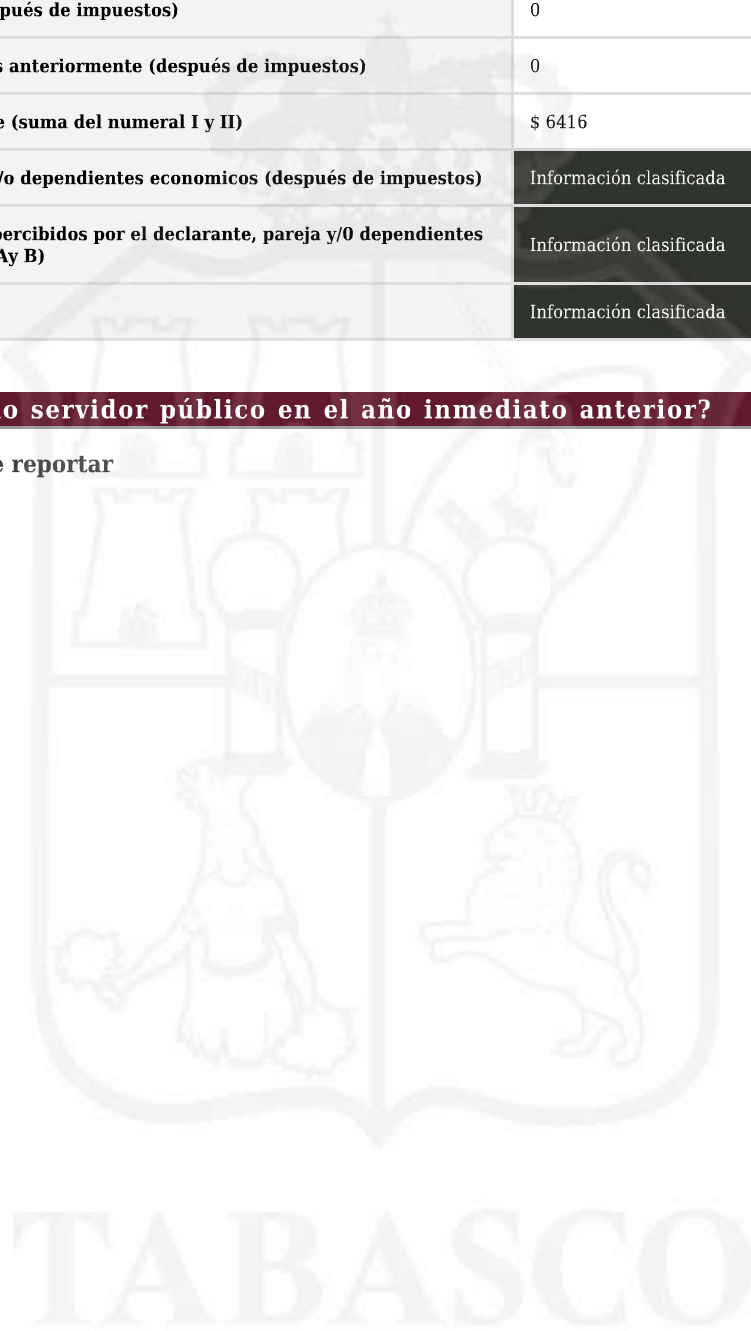 pués de impuestos) 0
s anteriormente (después de impuestos) 0
e (suma del numeral I y II) $ 6416
/o dependientes economicos (después de impuestos) Información clasificada
percibidos por el declarante, pareja y/0 dependientes Información clasificada
Ay B)
Información clasificada
o servidor público en el año inmediato anterior?
e reportar
TABASCO